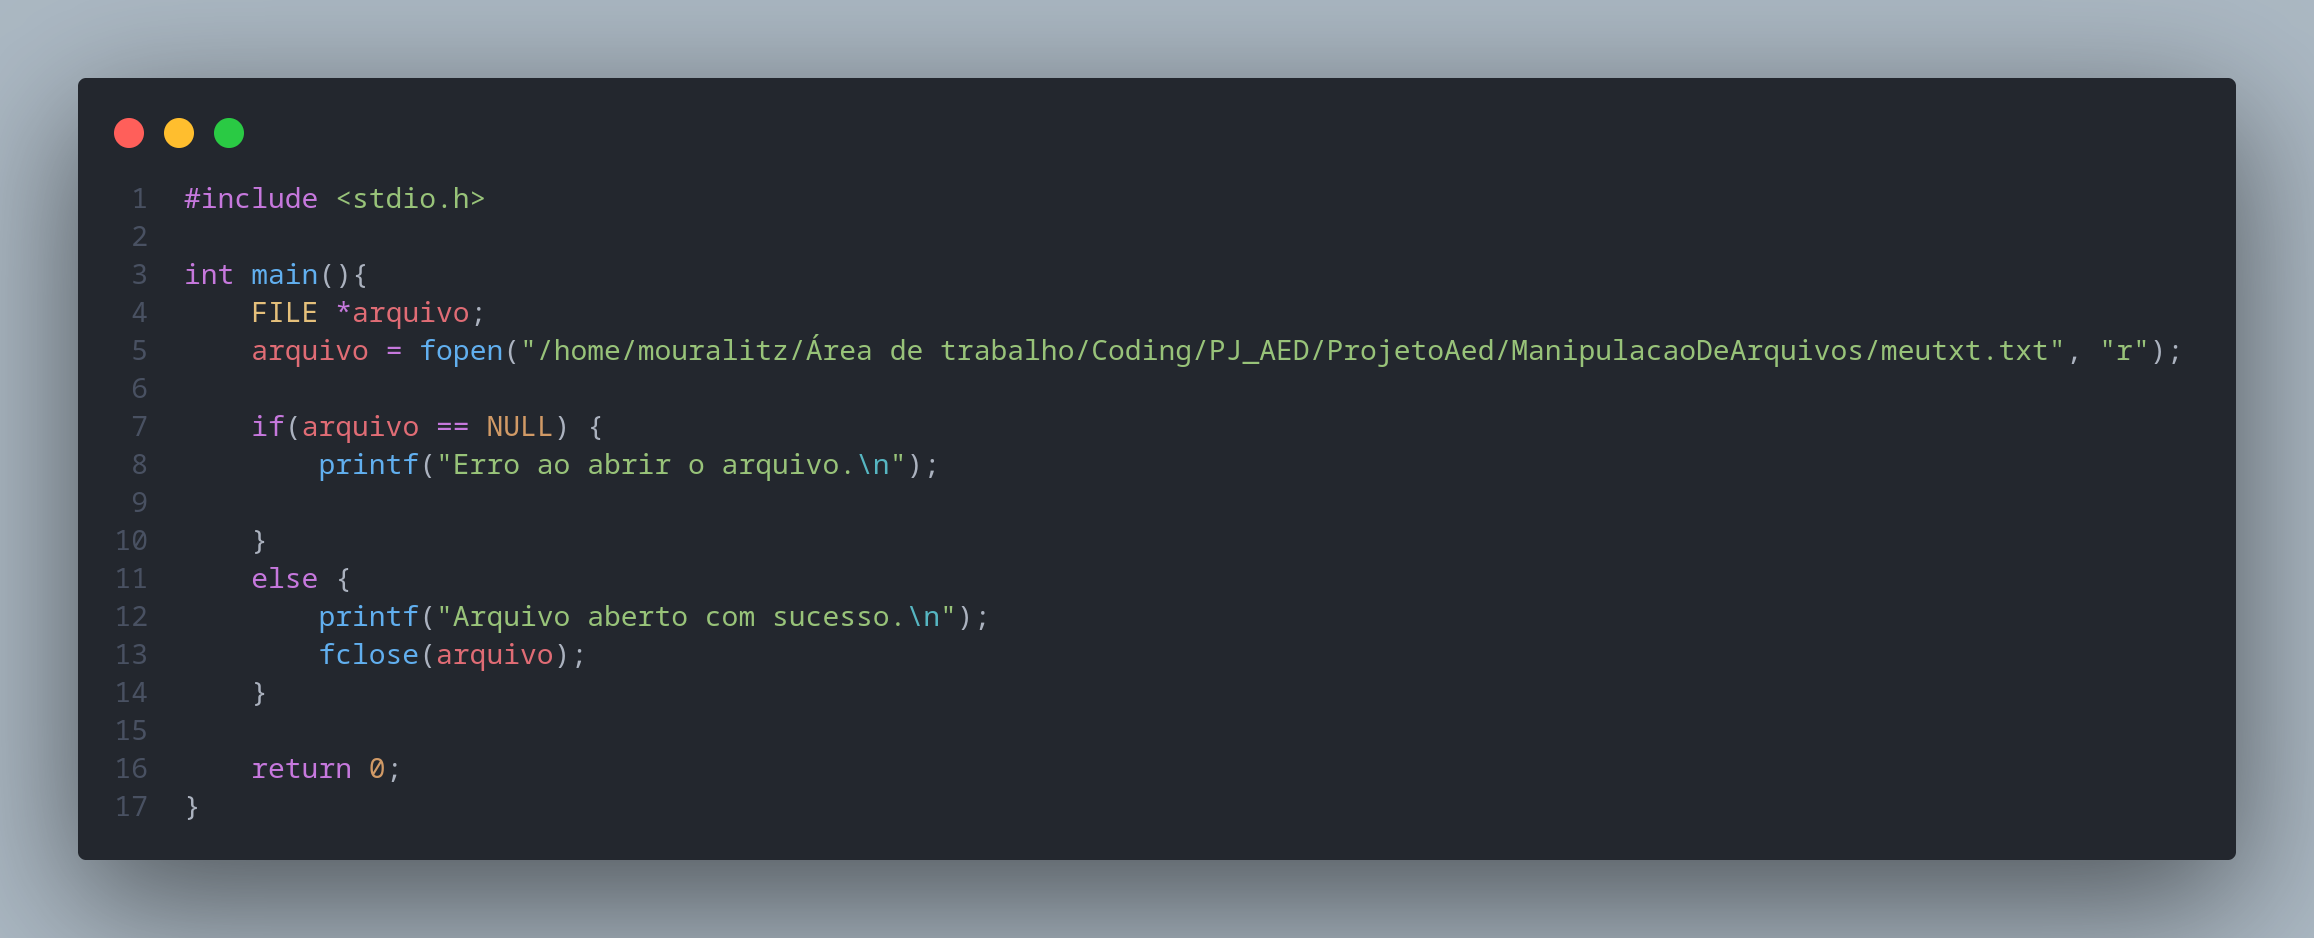 1 #include <stdio.h>
2
3 int main(){
4     FILE *arquivo;
5     arquivo = fopen("/home/mouralitz/Área de trabalho/Coding/PJ_AED/ProjetoAed/ManipulacaoDeArquivos/meutxt.txt", "r");
6
7     if(arquivo == NULL) {
8         printf("Erro ao abrir o arquivo.\n");
9
10     }
11     else {
12         printf("Arquivo aberto com sucesso.\n");
13         fclose(arquivo);
14     }
15
16     return 0;
17 }